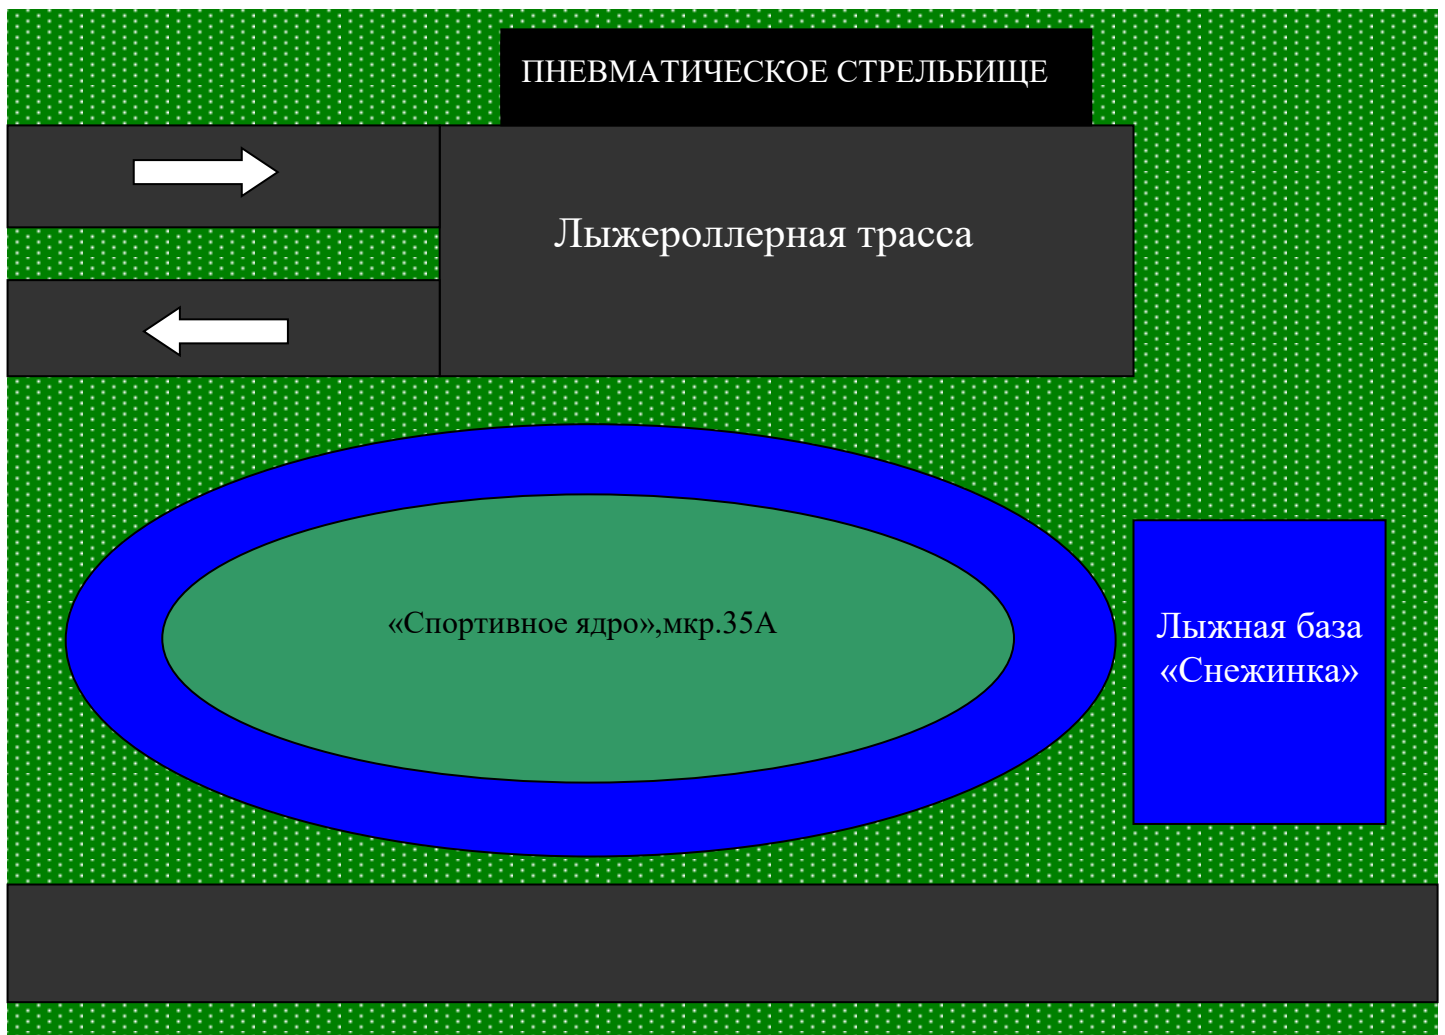 ПНЕВМАТИЧЕСКОЕ СТРЕЛЬБИЩЕ
Лыжероллерная трасса
«Спортивное ядро»,мкр.35А
Лыжная база
«Снежинка»